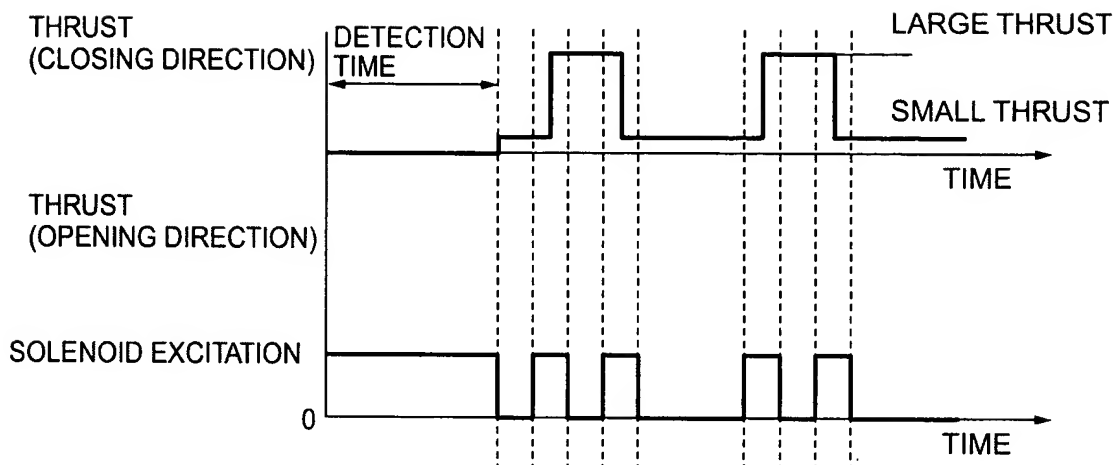 THRUST
(CLOSING DIRECTION)
DETECTION
TIME
LARGE THRUST
SMALL THRUST
TIME
THRUST
(OPENING DIRECTION)
SOLENOID EXCITATION
0
TIME